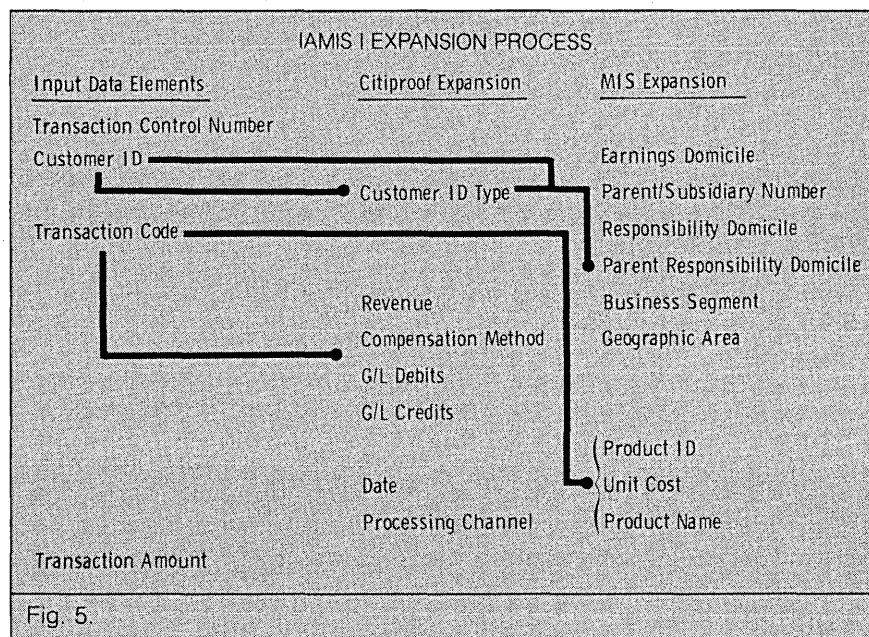 IAMIS I EXPANSION PROCESS
Input Data Elements
Citiproof Expansion
MIS Expansion
Transaction Control Number
Customer ID
Earnings Domicile
Customer ID Type
Parent/Subsidiary Number
Transaction Code
Responsibility Domicile
Parent Responsibility Domicile
Revenue
Business Segment
Compensation Method
Geographic Area
G/L Debits
G/L Credits
Product ID
Date
Unit Cost
Processing Channel
Product Name
Transaction Amount
Fig. 5.